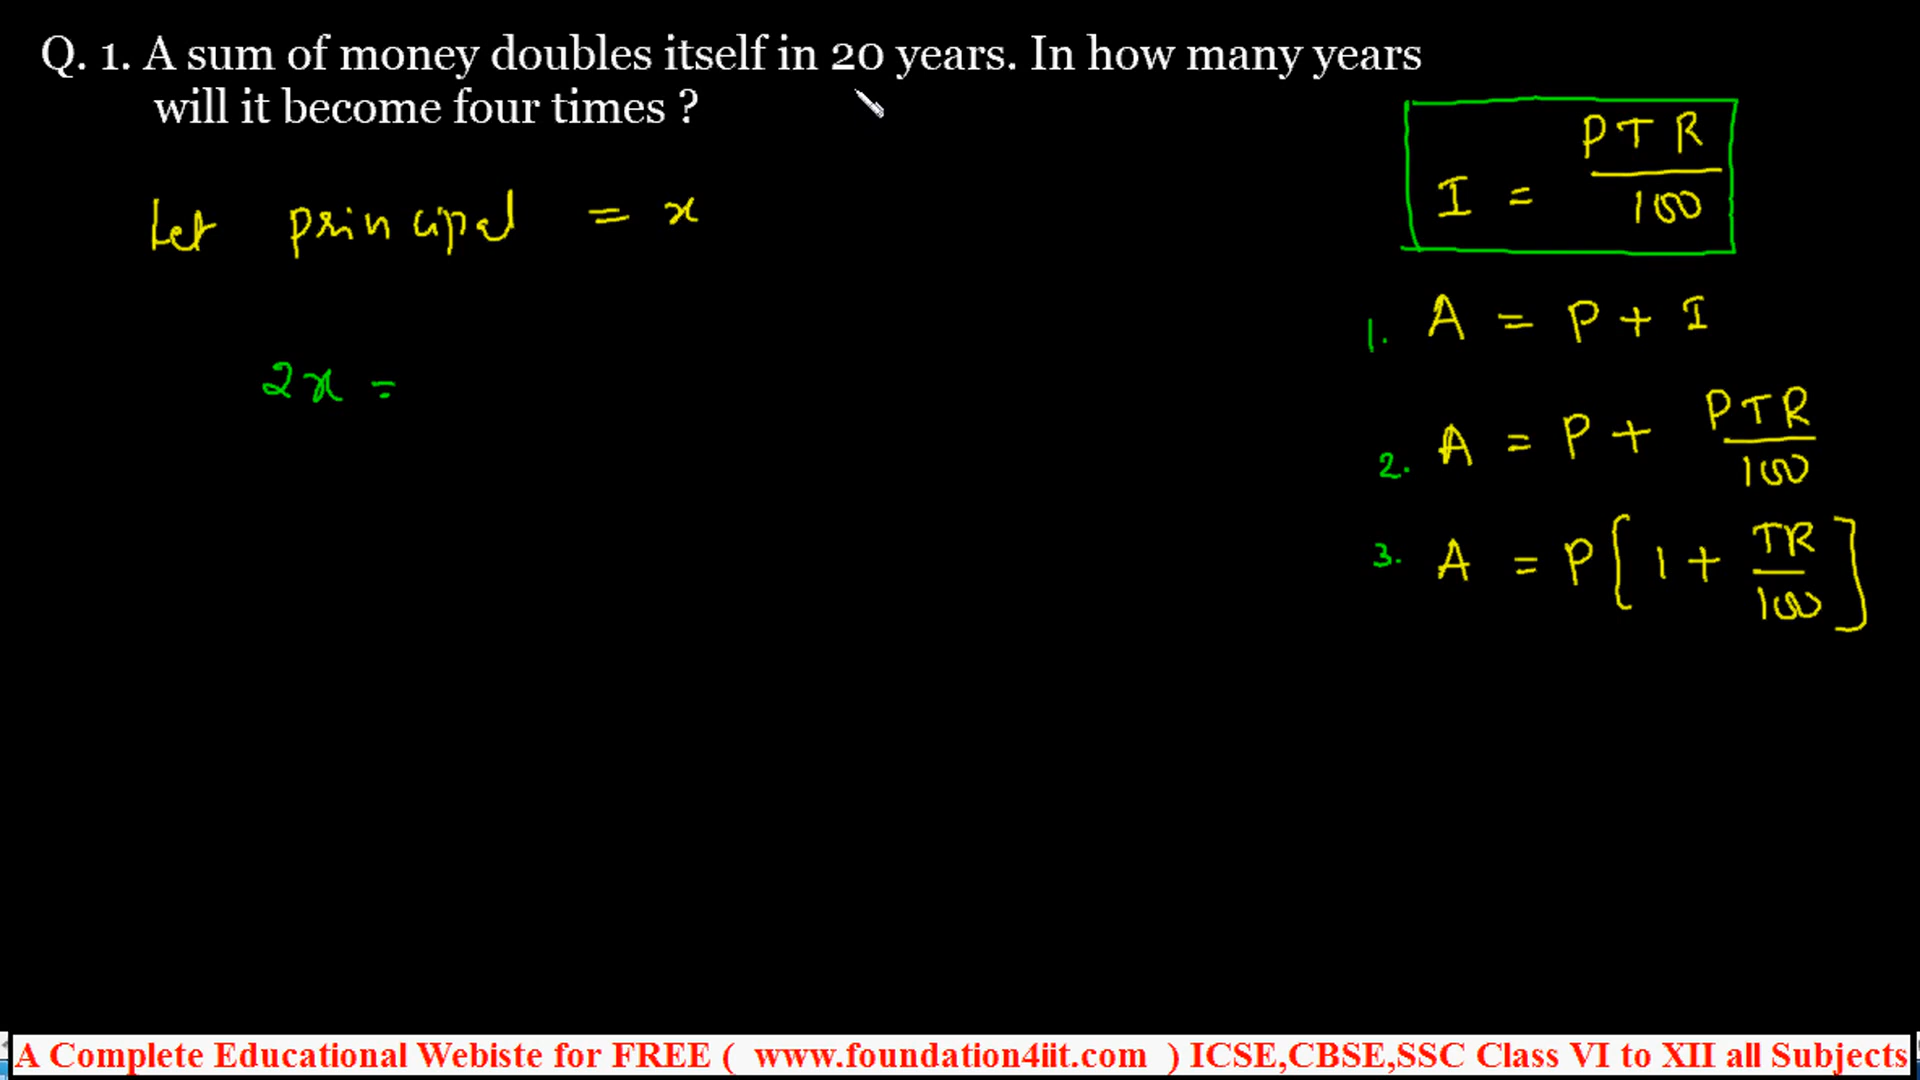 Q. 1. A sum of money doubles itself in 20 years. In how many years
will it become four times ?
Let principal = x
2x =
I = PTR/100
1. A = P + I
2. A = P + PTR/100
3. A = P[1 + TR/100]
A Complete Educational Webiste for FREE ( www.foundation4iit.com ) ICSE,CBSE,SSC Class VI to XII all Subjects